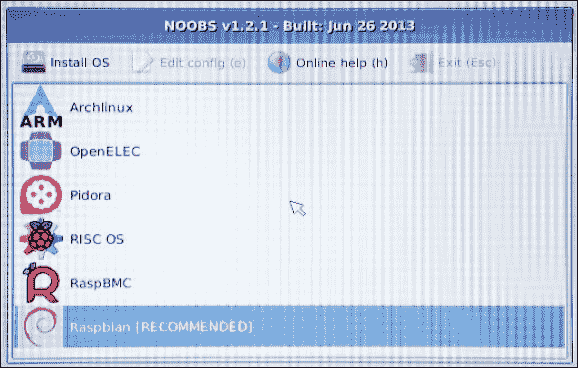 NOOBS v1.2.1 - Built: Jun 26 2013
Install OS Edit config (e) Online help (h) Exit (Esc)
Archlinux
ARM
OpenELEC
Pidora
RISC OS
RaspBMC
Raspbian [RECOMMENDED]